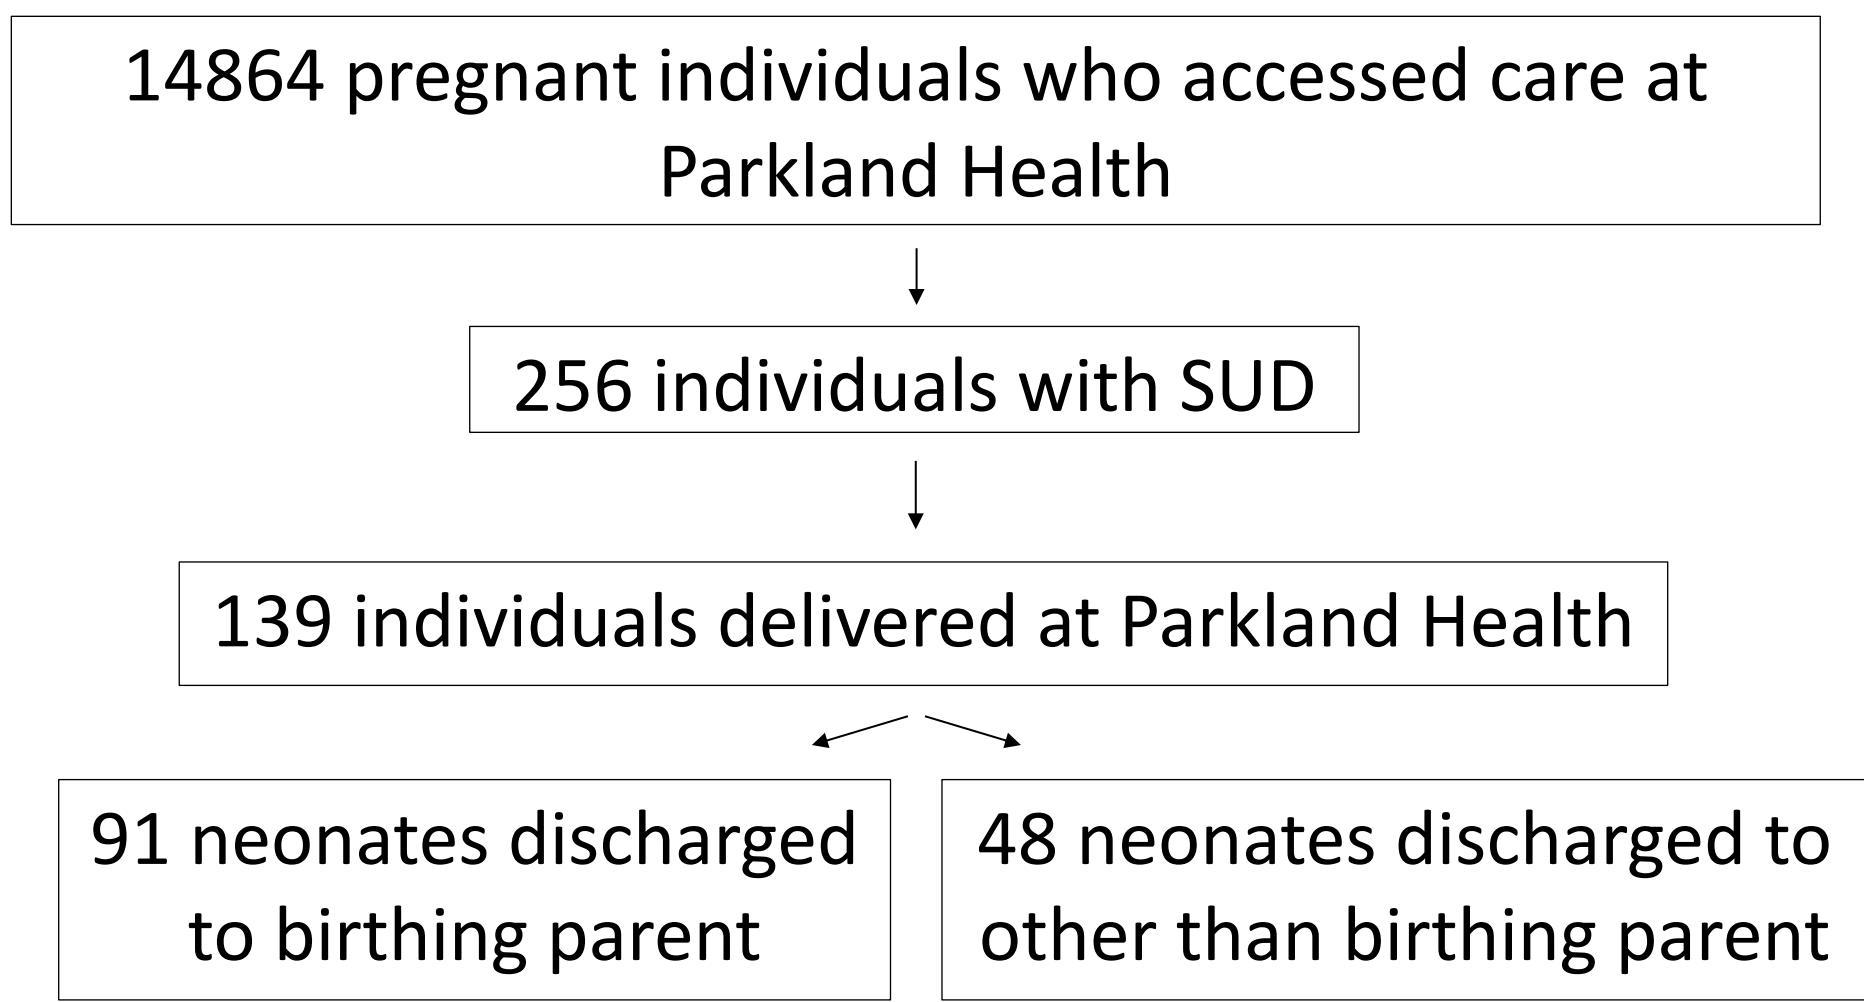 14864 pregnant individuals who accessed care at
Parkland Health
256 individuals with SUD
139 individuals delivered at Parkland Health
91 neonates discharged
to birthing parent
48 neonates discharged to
other than birthing parent